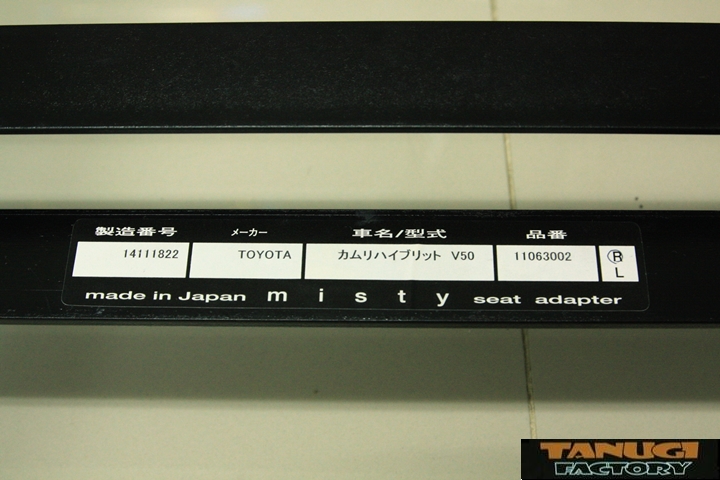 製造番号 メーカー 車名/型式 品番
14111822 TOYOTA カムリハイブリット V50 11063002 R
L
made in Japan misty seat adapter
TANUGI
FACTORY